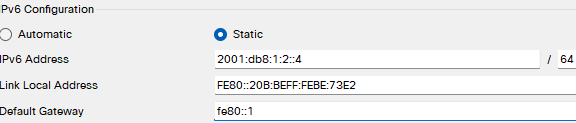 IPv6 Configuration
Automatic Static
IPv6 Address 2001:db8:1:2::4 / 64
Link Local Address FE80::20B:BEFF:FEBE:73E2
Default Gateway fe80::1